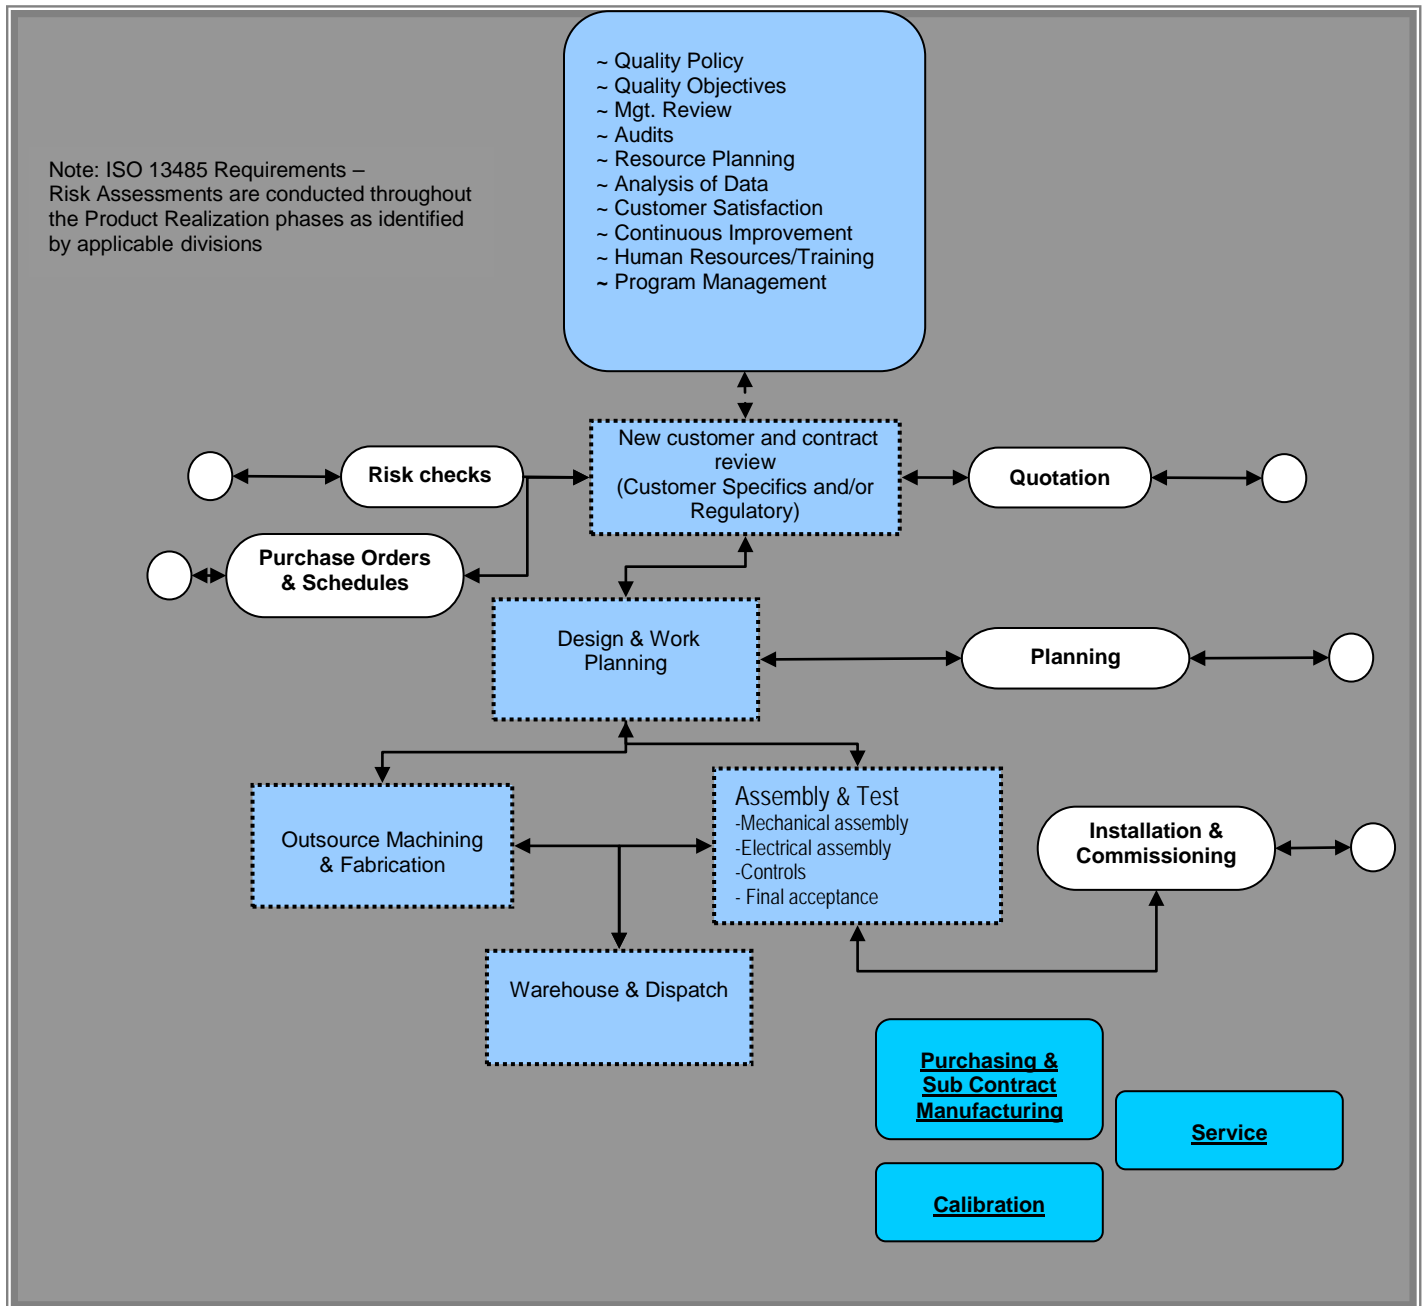 ~ Quality Policy
~ Quality Objectives
~ Mgt. Review
~ Audits
~ Resource Planning
~ Analysis of Data
~ Customer Satisfaction
~ Continuous Improvement
~ Human Resources/Training
~ Program Management
Note: ISO 13485 Requirements –
Risk Assessments are conducted throughout
the Product Realization phases as identified
by applicable divisions
New customer and contract
review
(Customer Specifics and/or
Regulatory)
Risk checks
Quotation
Purchase Orders
& Schedules
Design & Work
Planning
Planning
Outsource Machining
& Fabrication
Assembly & Test
-Mechanical assembly
-Electrical assembly
-Controls
- Final acceptance
Installation &
Commissioning
Warehouse & Dispatch
Purchasing &
Sub Contract
Manufacturing
Service
Calibration